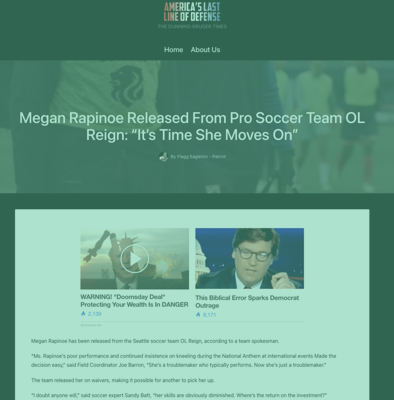 AMERICA'S LAST
LINE OF DEFENSE
THE DUNNING-KRUGER TIMES
Home About Us
Megan Rapinoe Released From Pro Soccer Team OL
Reign: “It’s Time She Moves On”
By Flagg Eagleton - Patriot
WARNING! "Doomsday Deal"
Protecting Your Wealth Is In DANGER
2,133
This Biblical Error Sparks Democrat
Outrage
8,171
Megan Rapinoe has been released from the Seattle soccer team OL Reign, according to a team spokesman.
“Ms. Rapinoe’s poor performance and continued insistence on kneeling during the National Anthem at international events Made the
decision easy,” said Field Coordinator Joe Barron, “She’s a troublemaker who typically performs. Now she’s just a troublemaker.”
The team released her on waivers, making it possible for another to pick her up.
“I doubt anyone will,” said soccer expert Sandy Batt, “her skills are obviously diminished. Where’s the return on the investment?”